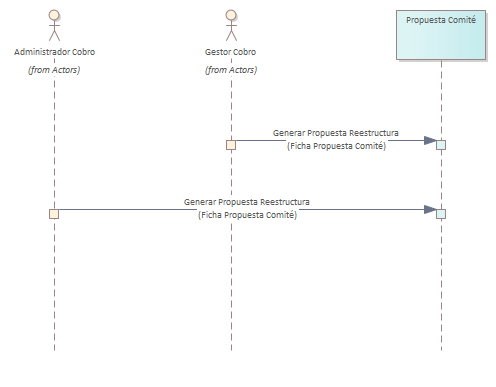 Propuesta Comité
Administrador Cobro
(from Actors)
Gestor Cobro
(from Actors)
Generar Propuesta Reestructura
(Ficha Propuesta Comité)
Generar Propuesta Reestructura
(Ficha Propuesta Comité)